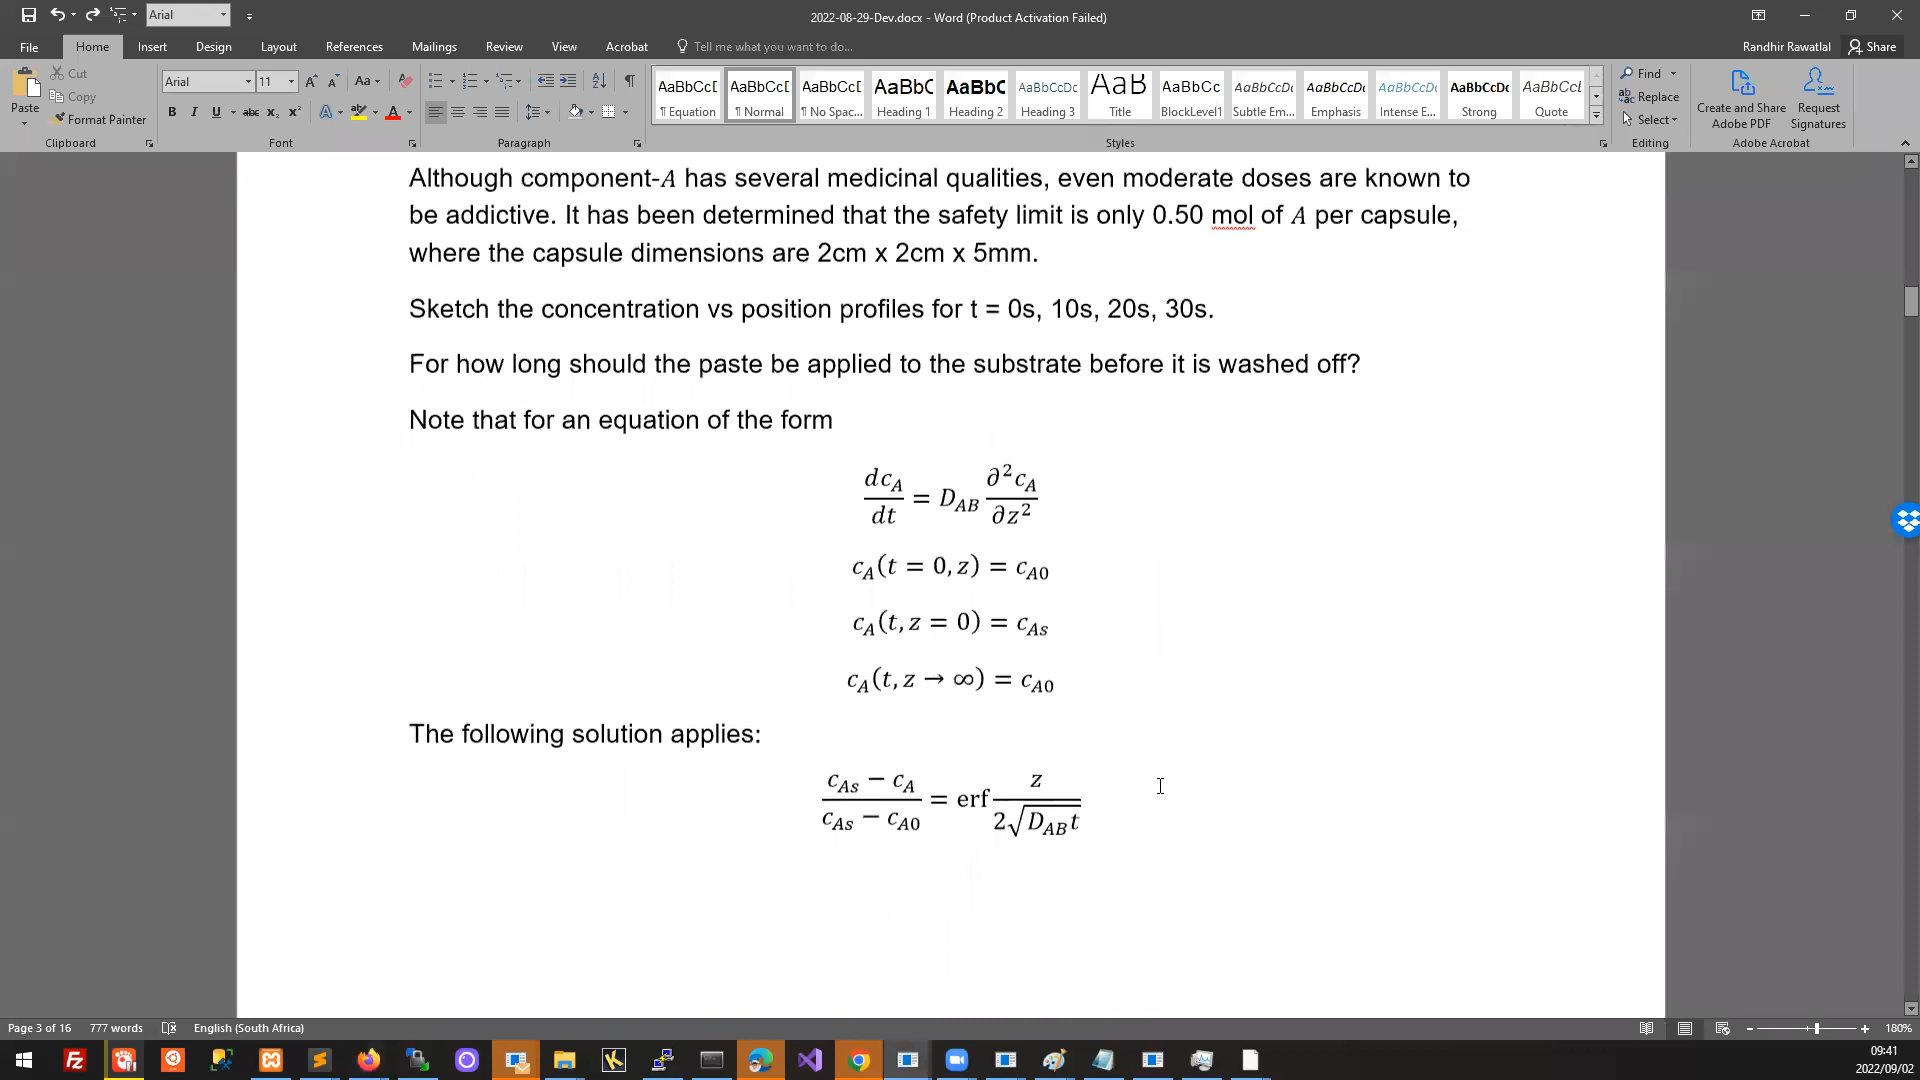 Arial
2022-08-29-Dev.docx - Word (Product Activation Failed)
File Home Insert Design Layout References Mailings Review View Acrobat Tell me what you want to do... Randhir Rawatlal Share
Paste
Cut
Copy
Format Painter
Clipboard
Arial 11
Font
Paragraph
AaBbCcD AaBbCcD AaBbCcD AaBbC AaBbC AaBbCcDc AaB AaBbCc AaBbCcDc AaBbCcDc AaBbCcDc AaBbCcDc AaBbCcD
¶ Equation ¶ Normal ¶ No Spac... Heading 1 Heading 2 Heading 3 Title BlockLevel1 Subtle Em... Emphasis Intense E... Strong Quote
Styles
Find
Replace
Select
Editing
Create and Share Adobe PDF
Request Signatures
Adobe Acrobat
Although component-A has several medicinal qualities, even moderate doses are known to
be addictive. It has been determined that the safety limit is only 0.50 mol of A per capsule,
where the capsule dimensions are 2cm x 2cm x 5mm.
Sketch the concentration vs position profiles for t = 0s, 10s, 20s, 30s.
For how long should the paste be applied to the substrate before it is washed off?
Note that for an equation of the form
dc_A/dt = D_AB ∂²c_A/∂z²
c_A(t = 0, z) = c_A0
c_A(t, z = 0) = c_As
c_A(t, z → ∞) = c_A0
The following solution applies:
(c_As − c_A)/(c_As − c_A0) = erf z/(2√(D_AB t))
Page 3 of 16 777 words English (South Africa) 180%
09:41
2022/09/02